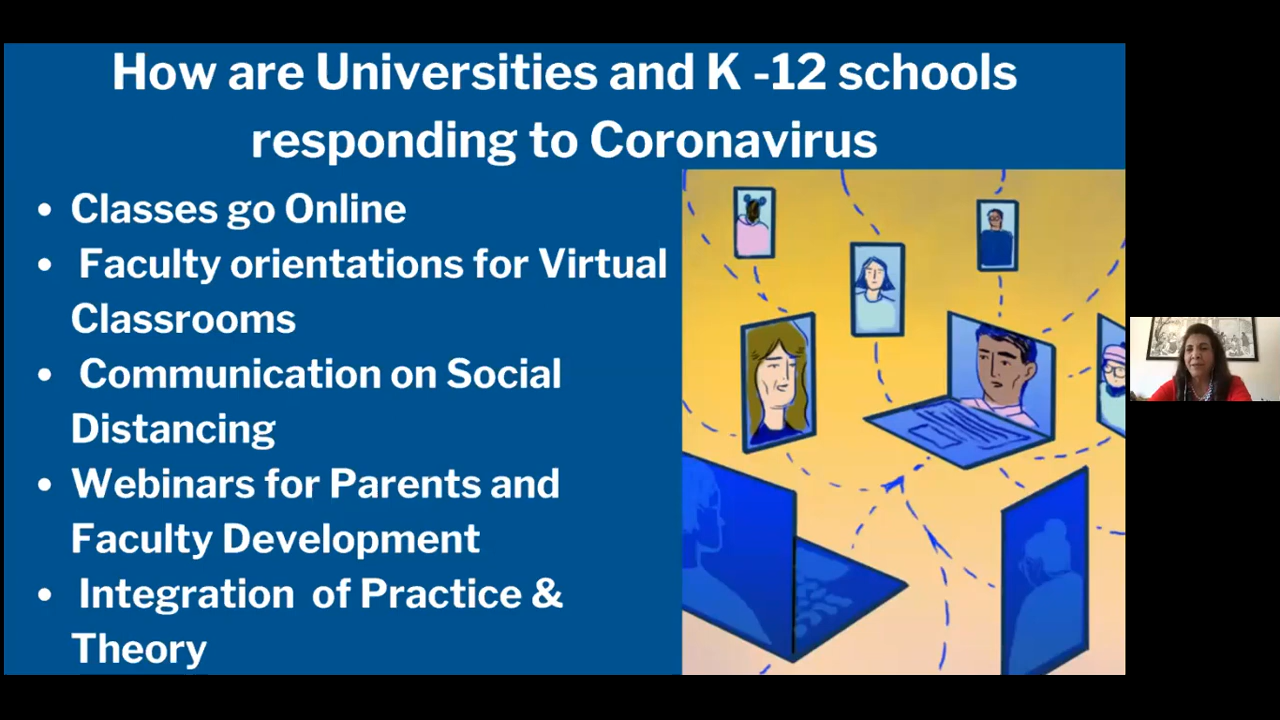 How are Universities and K -12 schools
responding to Coronavirus
• Classes go Online
• Faculty orientations for Virtual
Classrooms
• Communication on Social
Distancing
• Webinars for Parents and
Faculty Development
• Integration of Practice &
Theory